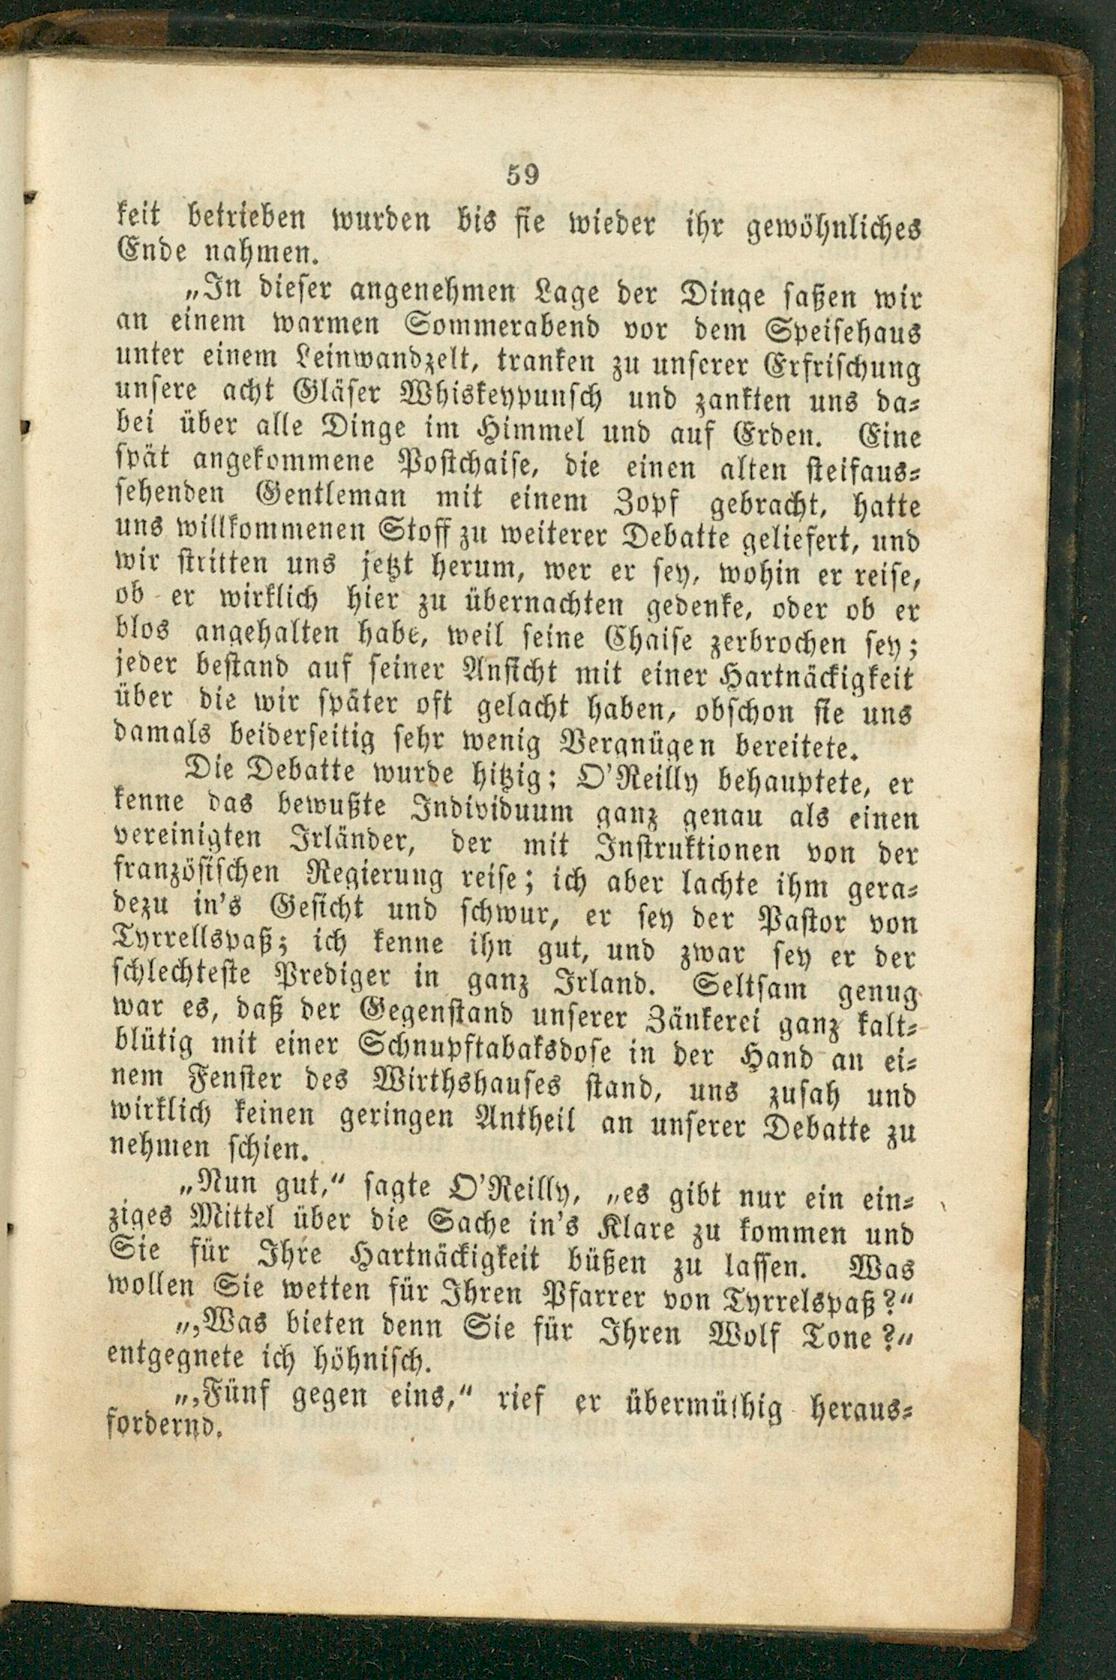 59
keit betrieben wurden bis sie wieder ihr gewöhnliches
Ende nahmen.
„In dieser angenehmen Lage der Dinge saßen wir
an einem warmen Sommerabend vor dem Speisehaus
unter einem Leinwandzelt, tranken zu unserer Erfrischung
unsere acht Gläser Whiskeypunsch und zankten uns da-
bei über alle Dinge im Himmel und auf Erden. Eine
spät angekommene Postchaise, die einen alten steifaus-
sehenden Gentleman mit einem Zopf gebracht, hatte
uns willkommenen Stoff zu weiterer Debatte geliefert, und
wir stritten uns jetzt herum, wer er sey, wohin er reise,
ob er wirklich hier zu übernachten gedenke, oder ob er
blos angehalten habe, weil seine Chaise zerbrochen sey;
jeder bestand auf seiner Ansicht mit einer Hartnäckigkeit
über die wir später oft gelacht haben, obschon sie uns
damals beiderseitig sehr wenig Vergnügen bereitete.
Die Debatte wurde hitzig; O'Reilly behauptete, er
kenne das bewußte Individuum ganz genau als einen
vereinigten Irländer, der mit Instruktionen von der
französischen Regierung reise; ich aber lachte ihm gera-
dezu in's Gesicht und schwur, er sey der Pastor von
Tyrrellspaß; ich kenne ihn gut, und zwar sey er der
schlechteste Prediger in ganz Irland. Seltsam genug
war es, daß der Gegenstand unserer Zänkerei ganz kalt-
blütig mit einer Schnupftabaksdose in der Hand an ei-
nem Fenster des Wirthshauses stand, uns zusah und
wirklich keinen geringen Antheil an unserer Debatte zu
nehmen schien.
„Nun gut,“ sagte O'Reilly, „es gibt nur ein ein-
ziges Mittel über die Sache in's Klare zu kommen und
Sie für Ihre Hartnäckigkeit büßen zu lassen. Was
wollen Sie wetten für Ihren Pfarrer von Tyrrelspaß?“
„‚Was bieten denn Sie für Ihren Wolf Tone?“
entgegnete ich höhnisch.
„‚Fünf gegen eins,“ rief er übermüthig heraus-
fordernd.